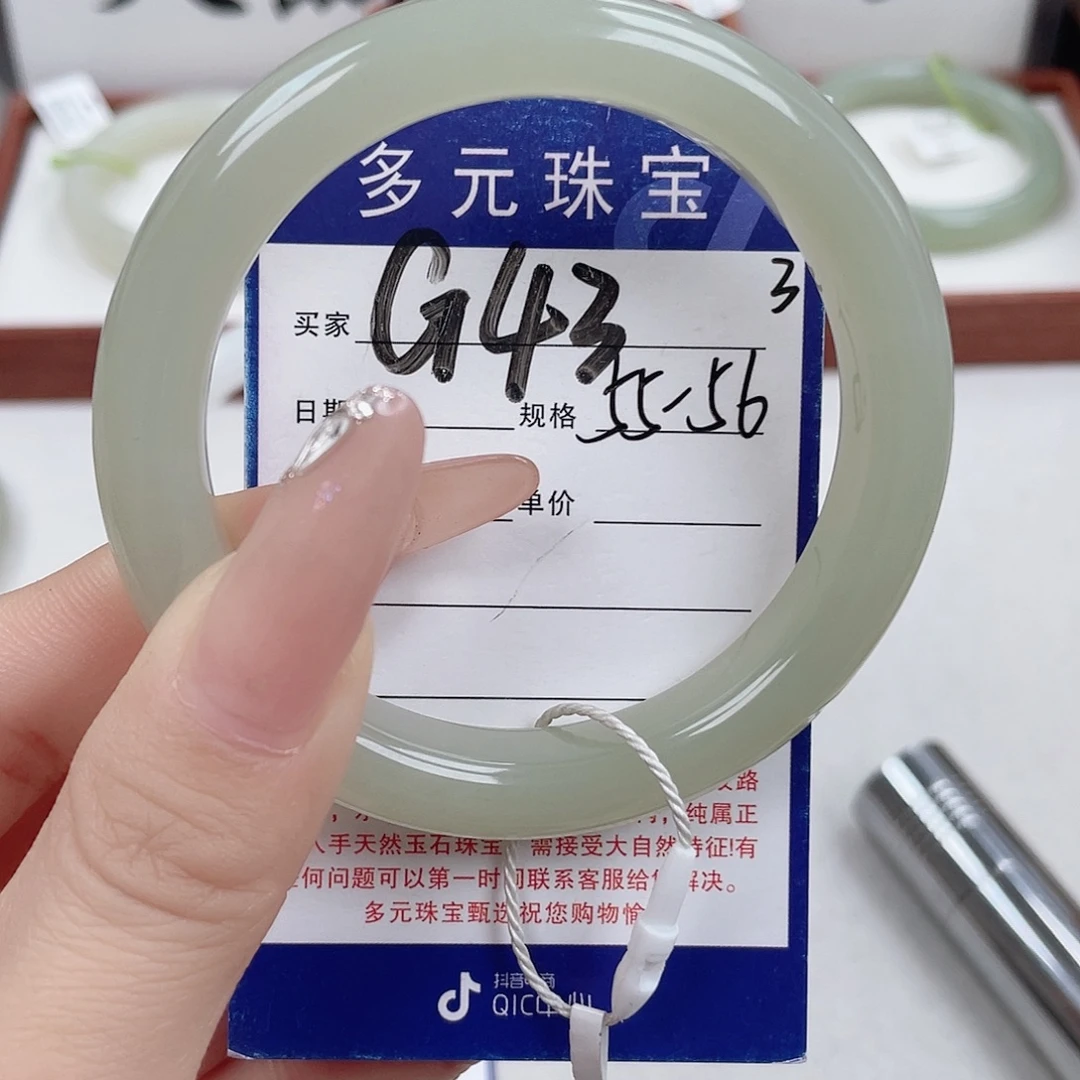 多元珠宝
3
买家 G43
日期 规格 55-56
单价
纯属正
手天然玉石珠宝 需接受大自然特征!有
何问题可以第一时间联系客服给您解决。
多元珠宝甄选祝您购物愉
抖音电商
QIC中州